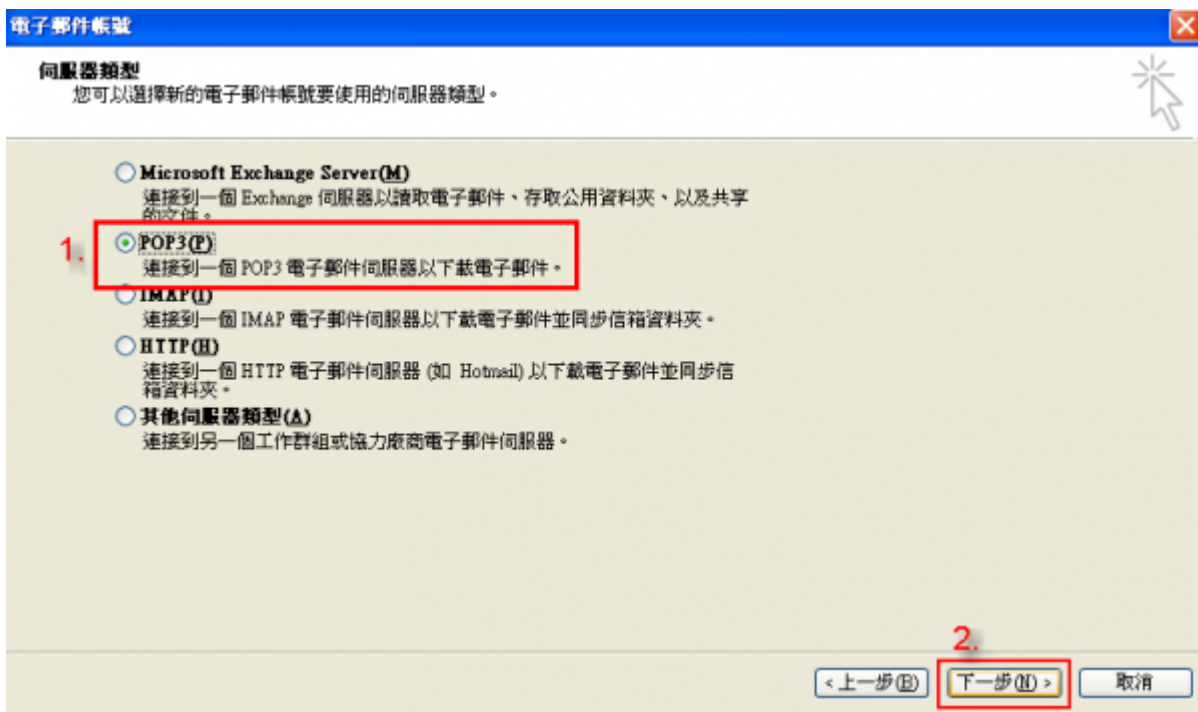 電子郵件帳號
伺服器類型
您可以選擇新的電子郵件帳號要使用的伺服器類型。
Microsoft Exchange Server(M)
連接到一個 Exchange 伺服器以讀取電子郵件、存取公用資料夾、以及共享
的文件。
1.
POP3(P)
連接到一個 POP3 電子郵件伺服器以下載電子郵件。
IMAP(I)
連接到一個 IMAP 電子郵件伺服器以下載電子郵件並同步信箱資料夾。
HTTP(H)
連接到一個 HTTP 電子郵件伺服器 (如 Hotmail) 以下載電子郵件並同步信
箱資料夾。
其他伺服器類型(A)
連接到另一個工作群組或協力廠商電子郵件伺服器。
2.
<上一步(B)
下一步(N) >
取消